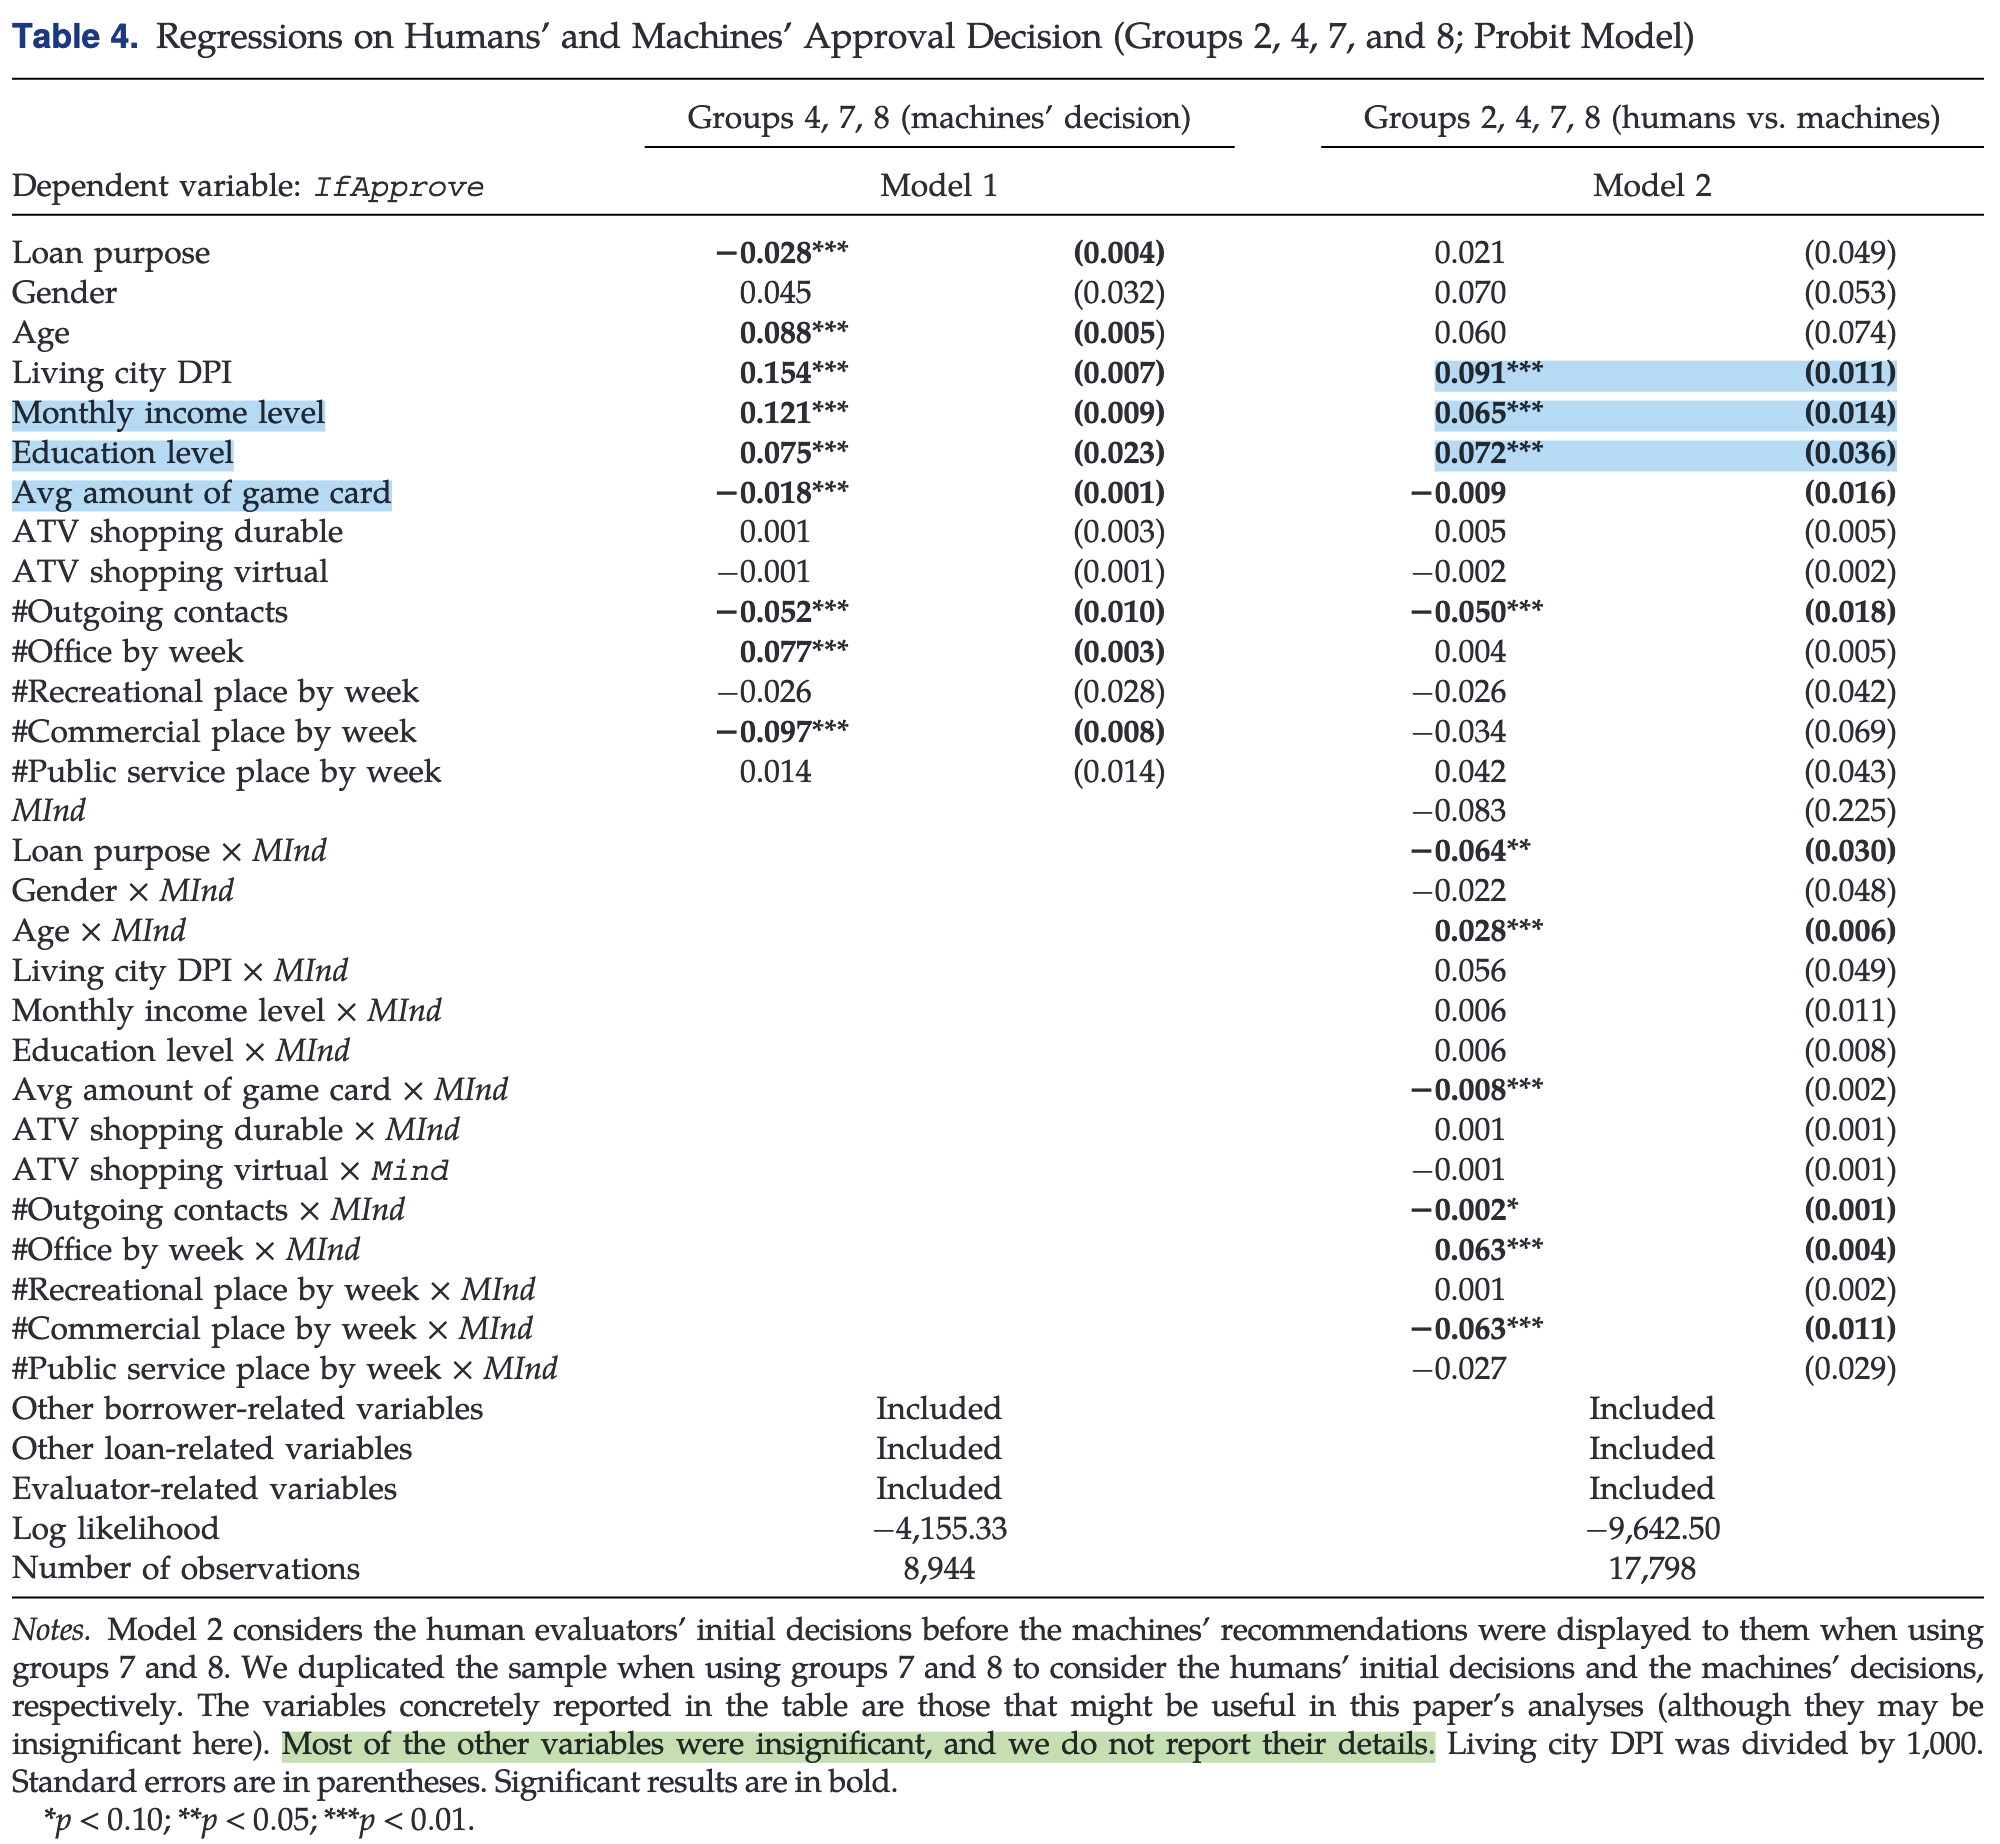 Table 4. Regressions on Humans’ and Machines’ Approval Decision (Groups 2, 4, 7, and 8; Probit Model)
Groups 4, 7, 8 (machines’ decision) Groups 2, 4, 7, 8 (humans vs. machines)
Dependent variable: IfApprove Model 1 Model 2
Loan purpose −0.028*** (0.004) 0.021 (0.049)
Gender 0.045 (0.032) 0.070 (0.053)
Age 0.088*** (0.005) 0.060 (0.074)
Living city DPI 0.154*** (0.007) 0.091*** (0.011)
Monthly income level 0.121*** (0.009) 0.065*** (0.014)
Education level 0.075*** (0.023) 0.072*** (0.036)
Avg amount of game card −0.018*** (0.001) −0.009 (0.016)
ATV shopping durable 0.001 (0.003) 0.005 (0.005)
ATV shopping virtual −0.001 (0.001) −0.002 (0.002)
#Outgoing contacts −0.052*** (0.010) −0.050*** (0.018)
#Office by week 0.077*** (0.003) 0.004 (0.005)
#Recreational place by week −0.026 (0.028) −0.026 (0.042)
#Commercial place by week −0.097*** (0.008) −0.034 (0.069)
#Public service place by week 0.014 (0.014) 0.042 (0.043)
MInd −0.083 (0.225)
Loan purpose × MInd −0.064** (0.030)
Gender × MInd −0.022 (0.048)
Age × MInd 0.028*** (0.006)
Living city DPI × MInd 0.056 (0.049)
Monthly income level × MInd 0.006 (0.011)
Education level × MInd 0.006 (0.008)
Avg amount of game card × MInd −0.008*** (0.002)
ATV shopping durable × MInd 0.001 (0.001)
ATV shopping virtual × Mind −0.001 (0.001)
#Outgoing contacts × MInd −0.002* (0.001)
#Office by week × MInd 0.063*** (0.004)
#Recreational place by week × MInd 0.001 (0.002)
#Commercial place by week × MInd −0.063*** (0.011)
#Public service place by week × MInd −0.027 (0.029)
Other borrower-related variables Included Included
Other loan-related variables Included Included
Evaluator-related variables Included Included
Log likelihood −4,155.33 −9,642.50
Number of observations 8,944 17,798
Notes. Model 2 considers the human evaluators’ initial decisions before the machines’ recommendations were displayed to them when using
groups 7 and 8. We duplicated the sample when using groups 7 and 8 to consider the humans’ initial decisions and the machines’ decisions,
respectively. The variables concretely reported in the table are those that might be useful in this paper’s analyses (although they may be
insignificant here). Most of the other variables were insignificant, and we do not report their details. Living city DPI was divided by 1,000.
Standard errors are in parentheses. Significant results are in bold.
*p < 0.10; **p < 0.05; ***p < 0.01.